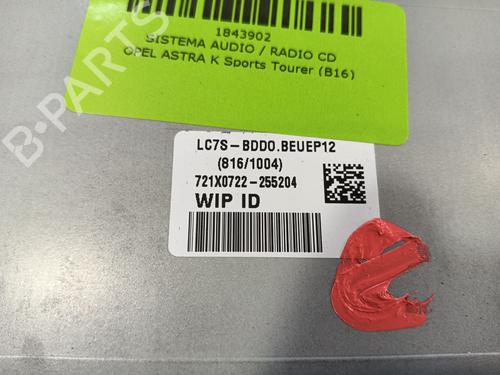 1843902
SISTEMA AUDIO / RADIO CD
OPEL ASTRA K Sports Tourer (B16)
B-PARTS
LC7S-BDDO.BEUEP12
(816/1004)
721X0722-255204
WIP ID